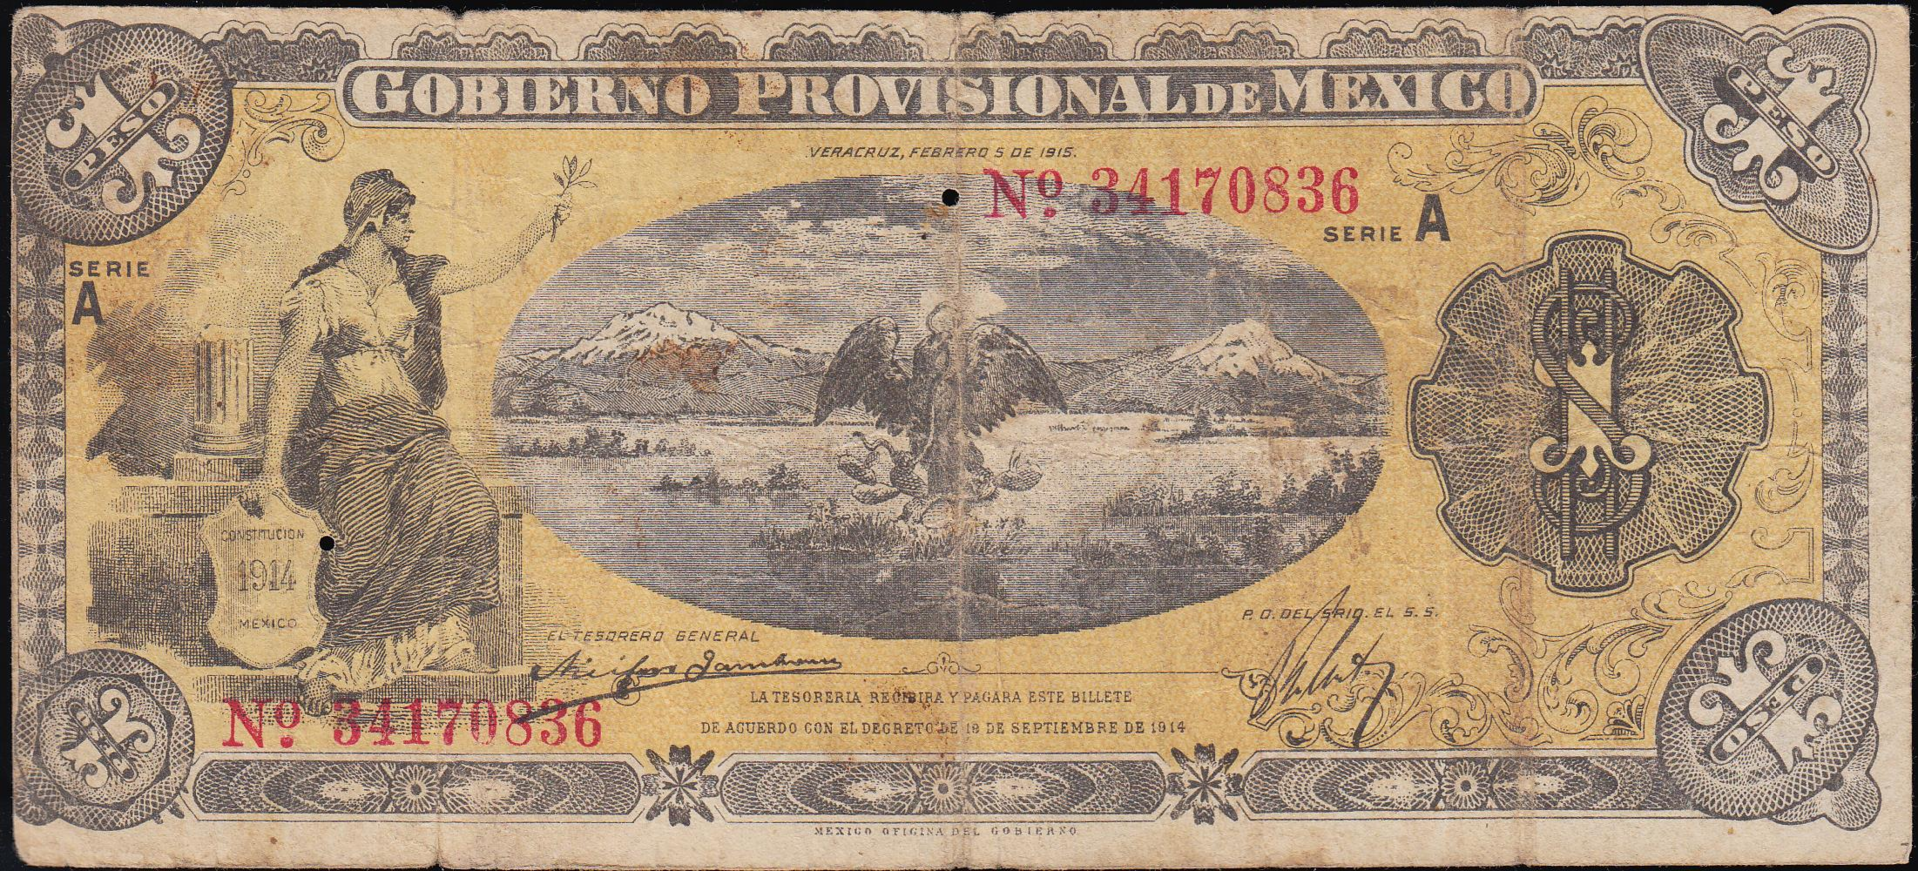 1 PESO
GOBIERNO PROVISIONAL DE MEXICO
1 PESO
VERACRUZ, FEBRERO 5 DE 1915.
Nº 34170836
SERIE A
SERIE
A
CONSTITUCION
1914
MEXICO
EL TESORERO GENERAL
P. O. DEL SRIO. EL S. S.
LA TESORERIA RECIBIRA Y PAGARA ESTE BILLETE
Nº 34170836
DE ACUERDO CON EL DECRETO DE 19 DE SEPTIEMBRE DE 1914
1 PESO
1 PESO
MEXICO OFICINA DEL GOBIERNO